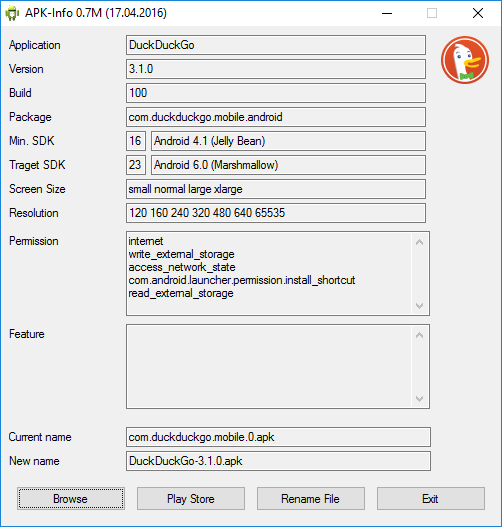 APK-Info 0.7M (17.04.2016)
Application DuckDuckGo
Version 3.1.0
Build 100
Package com.duckduckgo.mobile.android
Min. SDK 16 Android 4.1 (Jelly Bean)
Traget SDK 23 Android 6.0 (Marshmallow)
Screen Size small normal large xlarge
Resolution 120 160 240 320 480 640 65535
Permission internet
write_external_storage
access_network_state
com.android.launcher.permission.install_shortcut
read_external_storage
Feature
Current name com.duckduckgo.mobile.0.apk
New name DuckDuckGo-3.1.0.apk
Browse Play Store Rename File Exit